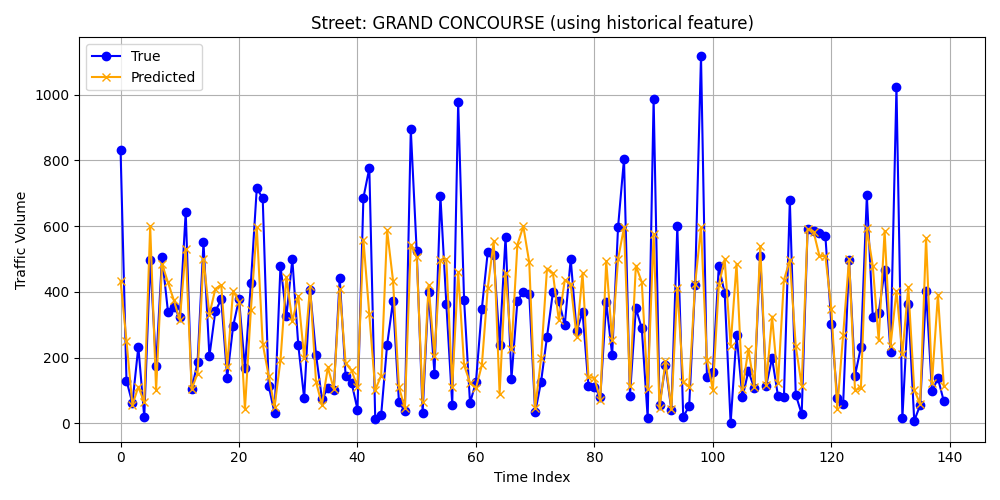 Street: GRAND CONCOURSE (using historical feature)
True
Predicted
Traffic Volume
1000
800
600
400
200
0
0 20 40 60 80 100 120 140
Time Index